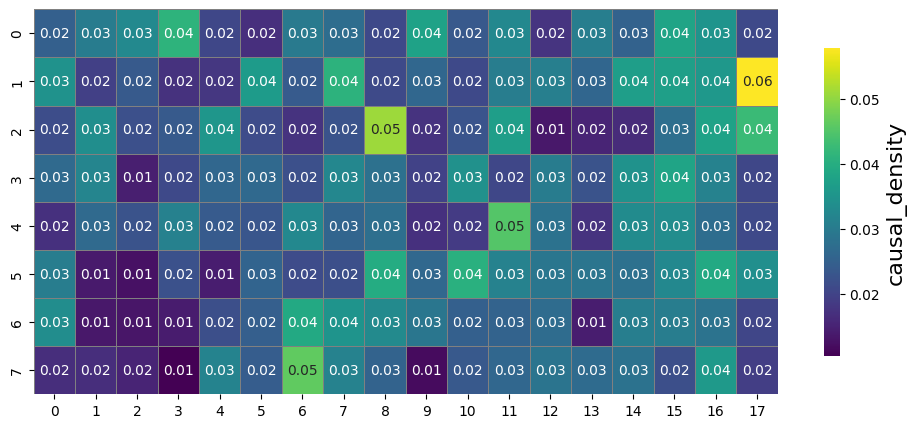 0 0.02 0.03 0.03 0.04 0.02 0.02 0.03 0.03 0.02 0.04 0.02 0.03 0.02 0.03 0.03 0.04 0.03 0.02
1 0.03 0.02 0.02 0.02 0.02 0.04 0.02 0.04 0.02 0.03 0.02 0.03 0.03 0.03 0.04 0.04 0.04 0.06
2 0.02 0.03 0.02 0.02 0.04 0.02 0.02 0.02 0.05 0.02 0.02 0.04 0.01 0.02 0.02 0.03 0.04 0.04
3 0.03 0.03 0.01 0.02 0.03 0.03 0.02 0.03 0.03 0.02 0.03 0.02 0.03 0.02 0.03 0.04 0.03 0.02
4 0.02 0.03 0.02 0.03 0.02 0.02 0.03 0.03 0.03 0.02 0.02 0.05 0.03 0.02 0.03 0.03 0.03 0.02
5 0.03 0.01 0.01 0.02 0.01 0.03 0.02 0.02 0.04 0.03 0.04 0.03 0.03 0.03 0.03 0.03 0.04 0.03
6 0.03 0.01 0.01 0.01 0.02 0.02 0.04 0.04 0.03 0.03 0.02 0.03 0.03 0.01 0.03 0.03 0.03 0.02
7 0.02 0.02 0.02 0.01 0.03 0.02 0.05 0.03 0.03 0.01 0.02 0.03 0.03 0.03 0.03 0.02 0.04 0.02
0 1 2 3 4 5 6 7 8 9 10 11 12 13 14 15 16 17
0.05
0.04
0.03
0.02
causal_density